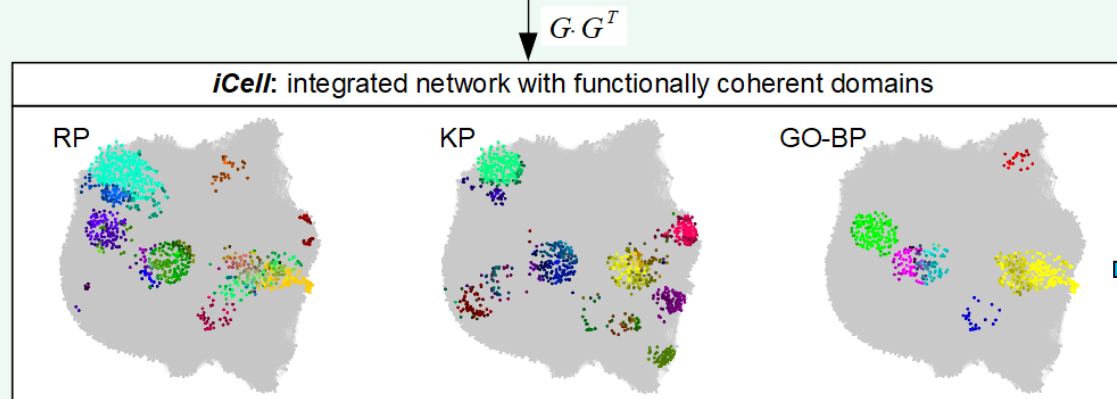 G· G^T
iCell: integrated network with functionally coherent domains
RP KP GO-BP